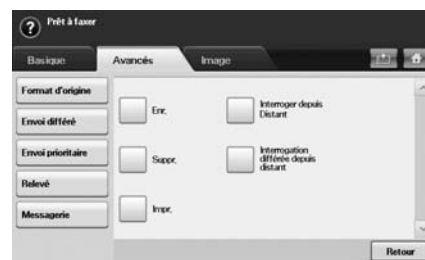 Prêt à faxer
Basique
Avancés
Image
Format d'origine
Envoi différé
Envoi prioritaire
Relevé
Messagerie
Enr.
Interroger depuis
Distant
Suppr.
Interrogation
différée depuis
distant
Impr.
Retour